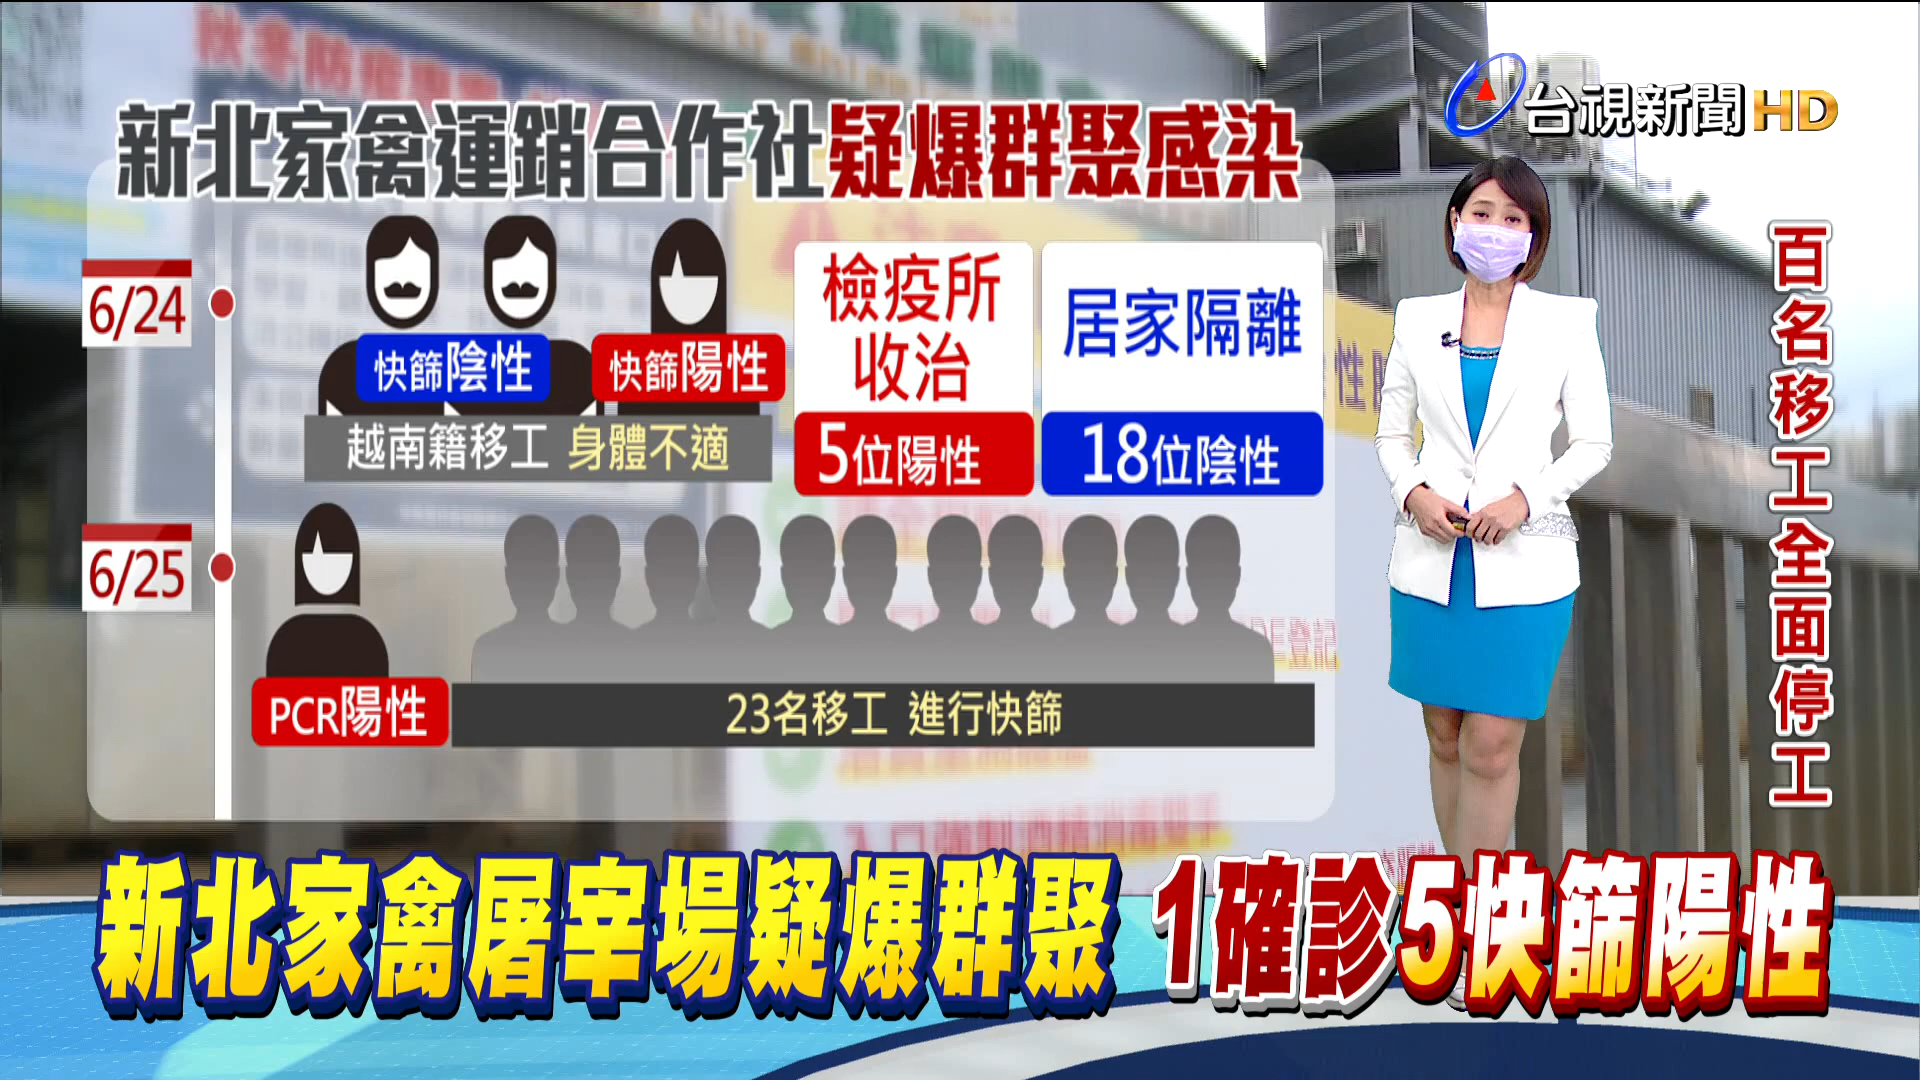 台視新聞HD
新北家禽運銷合作社疑爆群聚感染
6/24
快篩陰性
快篩陽性
越南籍移工 身體不適
檢疫所
收治
5位陽性
居家隔離
18位陰性
6/25
PCR陽性
23名移工 進行快篩
百名移工全面停工
新北家禽屠宰場疑爆群聚 1確診5快篩陽性